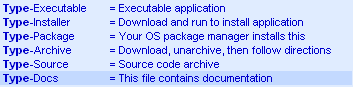 Type-Executable = Executable application
Type-Installer = Download and run to install application
Type-Package = Your OS package manager installs this
Type-Archive = Download, unarchive, then follow directions
Type-Source = Source code archive
Type-Docs = This file contains documentation